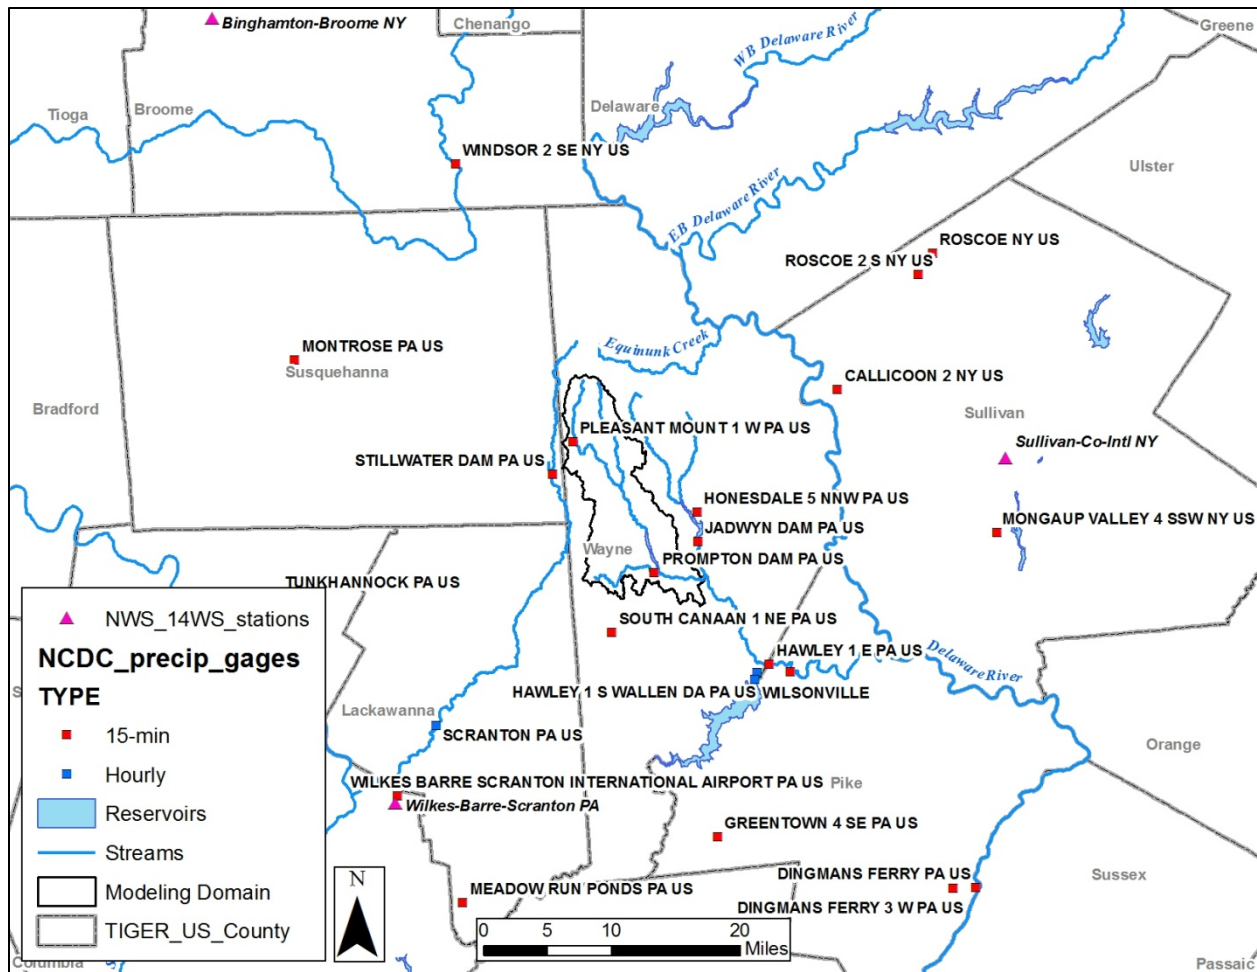 Binghamton-Broome NY
Chenango
Greene
WB Delaware River
Tioga
Broome
Delaware
WINDSOR 2 SE NY US
Ulster
EB Delaware River
ROSCOE NY US
ROSCOE 2 S NY US
Equinunk Creek
MONTROSE PA US
Susquehanna
CALLICOON 2 NY US
Bradford
Sullivan
PLEASANT MOUNT 1 W PA US
Sullivan-Co-Intl NY
STILLWATER DAM PA US
HONESDALE 5 NNW PA US
JADWYN DAM PA US
MONGAUP VALLEY 4 SSW NY US
Wayne
PROMPTON DAM PA US
TUNKHANNOCK PA US
SOUTH CANAAN 1 NE PA US
HAWLEY 1 E PA US
Delaware River
HAWLEY 1 S WALLEN DA PA US
WILSONVILLE
Lackawanna
SCRANTON PA US
Orange
WILKES BARRE SCRANTON INTERNATIONAL AIRPORT PA US
Pike
Wilkes-Barre-Scranton PA
GREENTOWN 4 SE PA US
DINGMANS FERRY PA US
Sussex
MEADOW RUN PONDS PA US
DINGMANS FERRY 3 W PA US
Columbia
Passaic
NWS_14WS_stations
NCDC_precip_gages
TYPE
15-min
Hourly
Reservoirs
Streams
Modeling Domain
TIGER_US_County
N
0 5 10 20
Miles